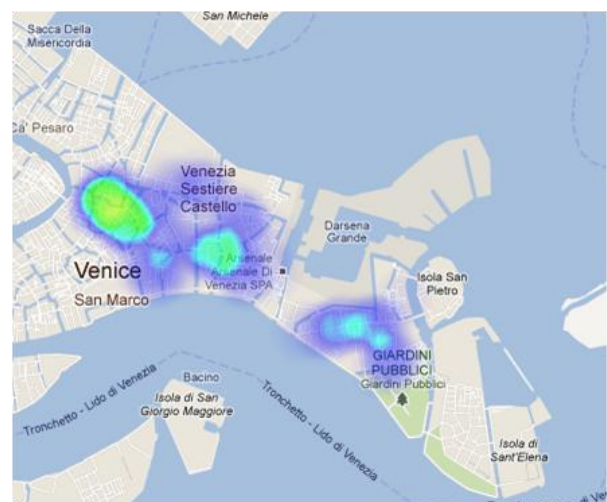 San Michele
Sacca Della
Misericordia
Ca' Pesaro
Venezia
Sestiere
Castello
Darsena
Grande
Arsenale
Arsenale Di
Venezia SPA
Isola San
Pietro
Venice
San Marco
GIARDINI
PUBBLICI
Giardini Pubblici
Bacino
Isola di San
Giorgio Maggiore
Tronchetto - Lido di Venezia
Tronchetto - Lido di Venezia
Isola di
Sant'Elena